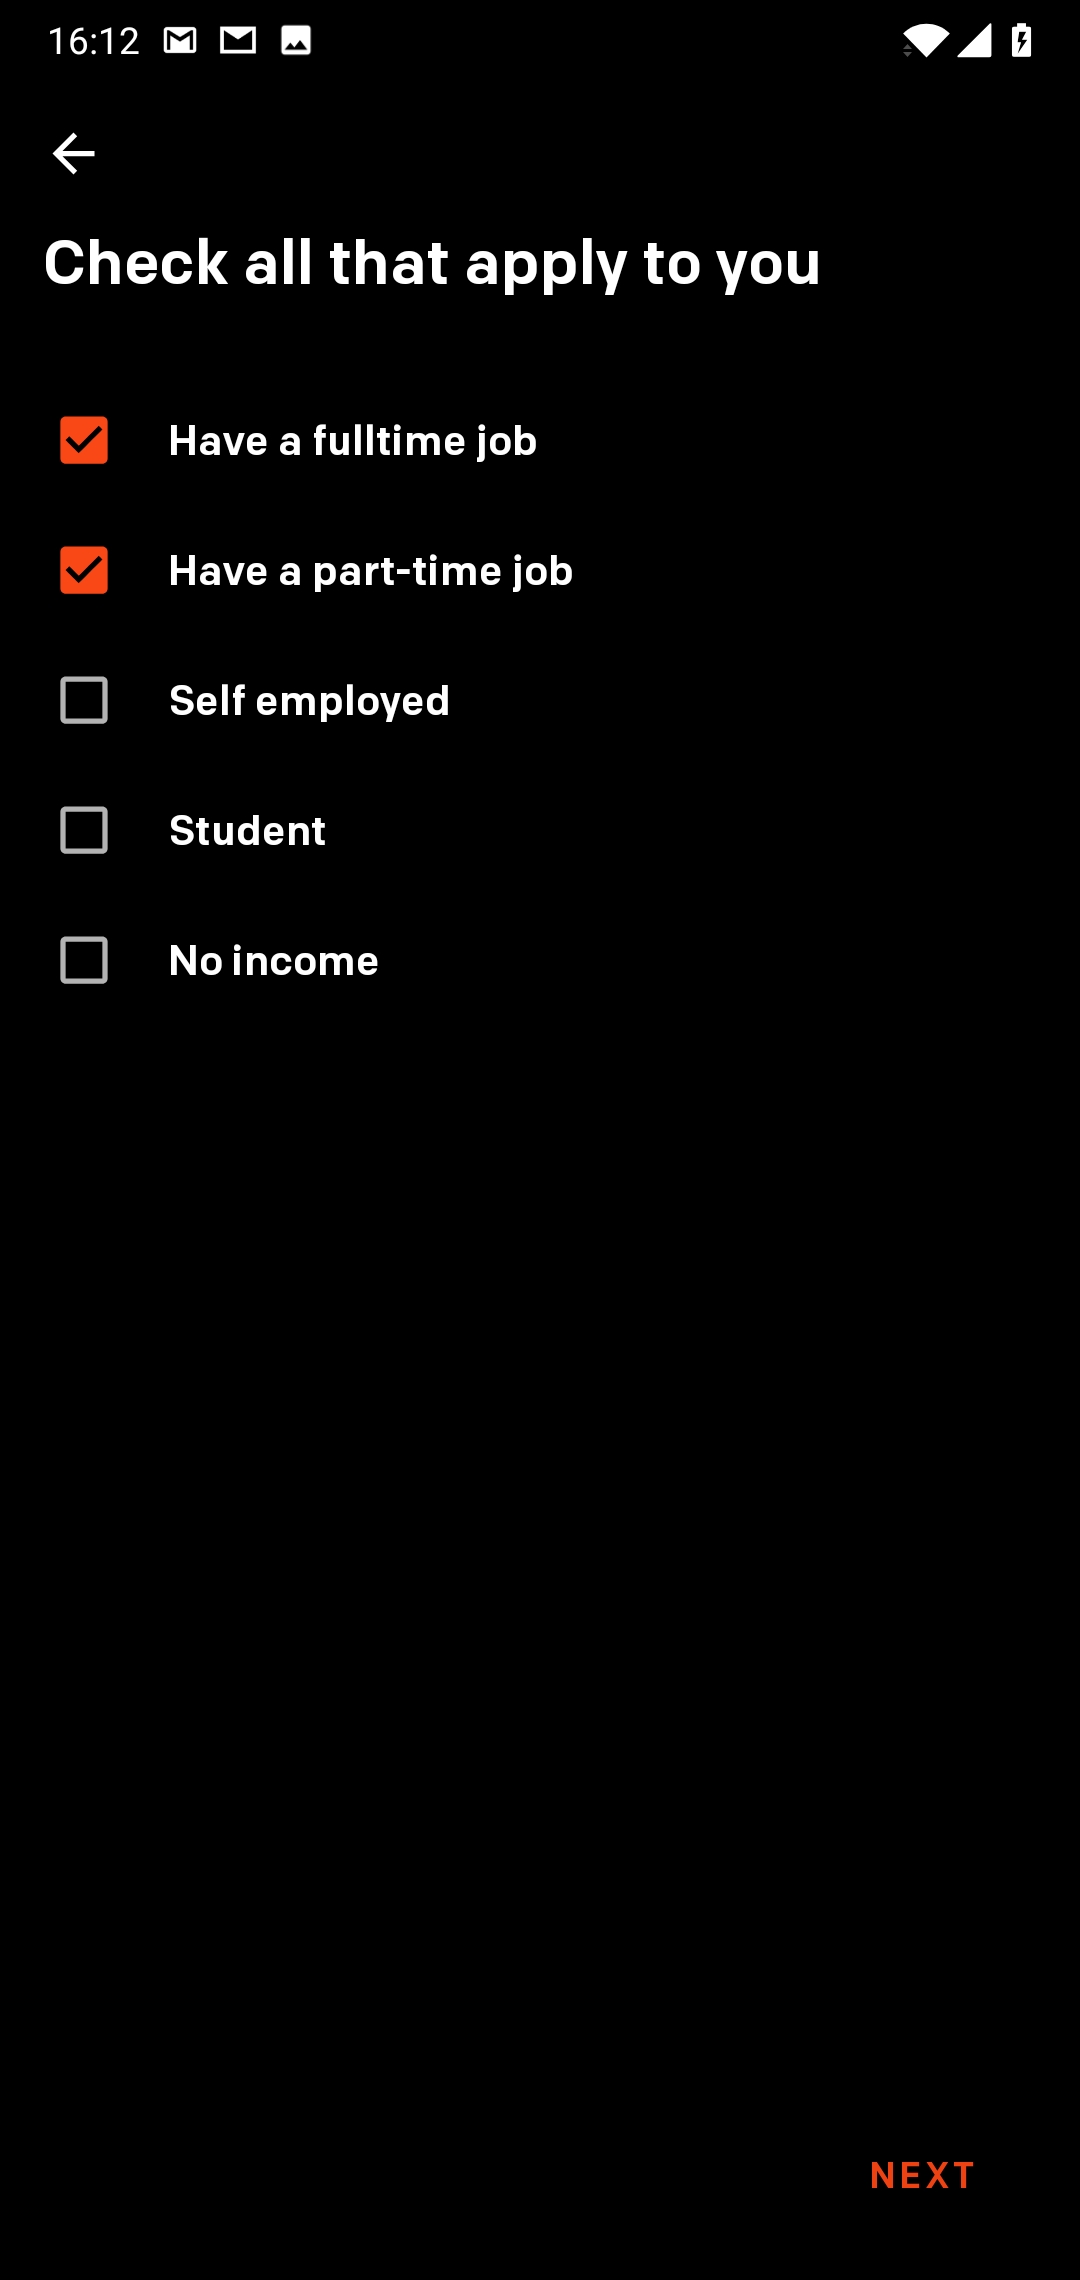 16:12
Check all that apply to you
Have a fulltime job
Have a part-time job
Self employed
Student
No income
NEXT